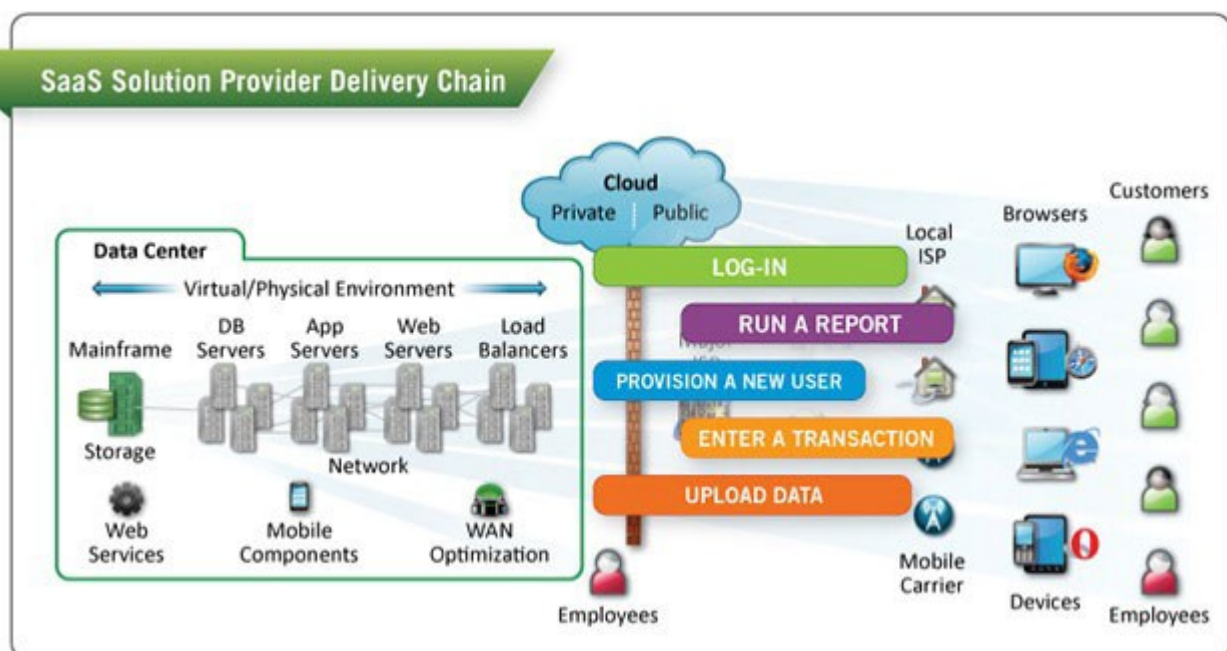 SaaS Solution Provider Delivery Chain
Cloud
Private Public
Data Center
Virtual/Physical Environment
Mainframe
DB
Servers
App
Servers
Web
Servers
Load
Balancers
Storage
Network
Web
Services
Mobile
Components
WAN
Optimization
LOG-IN
RUN A REPORT
PROVISION A NEW USER
ENTER A TRANSACTION
UPLOAD DATA
Employees
Local
ISP
Mobile
Carrier
Browsers
Devices
Customers
Employees